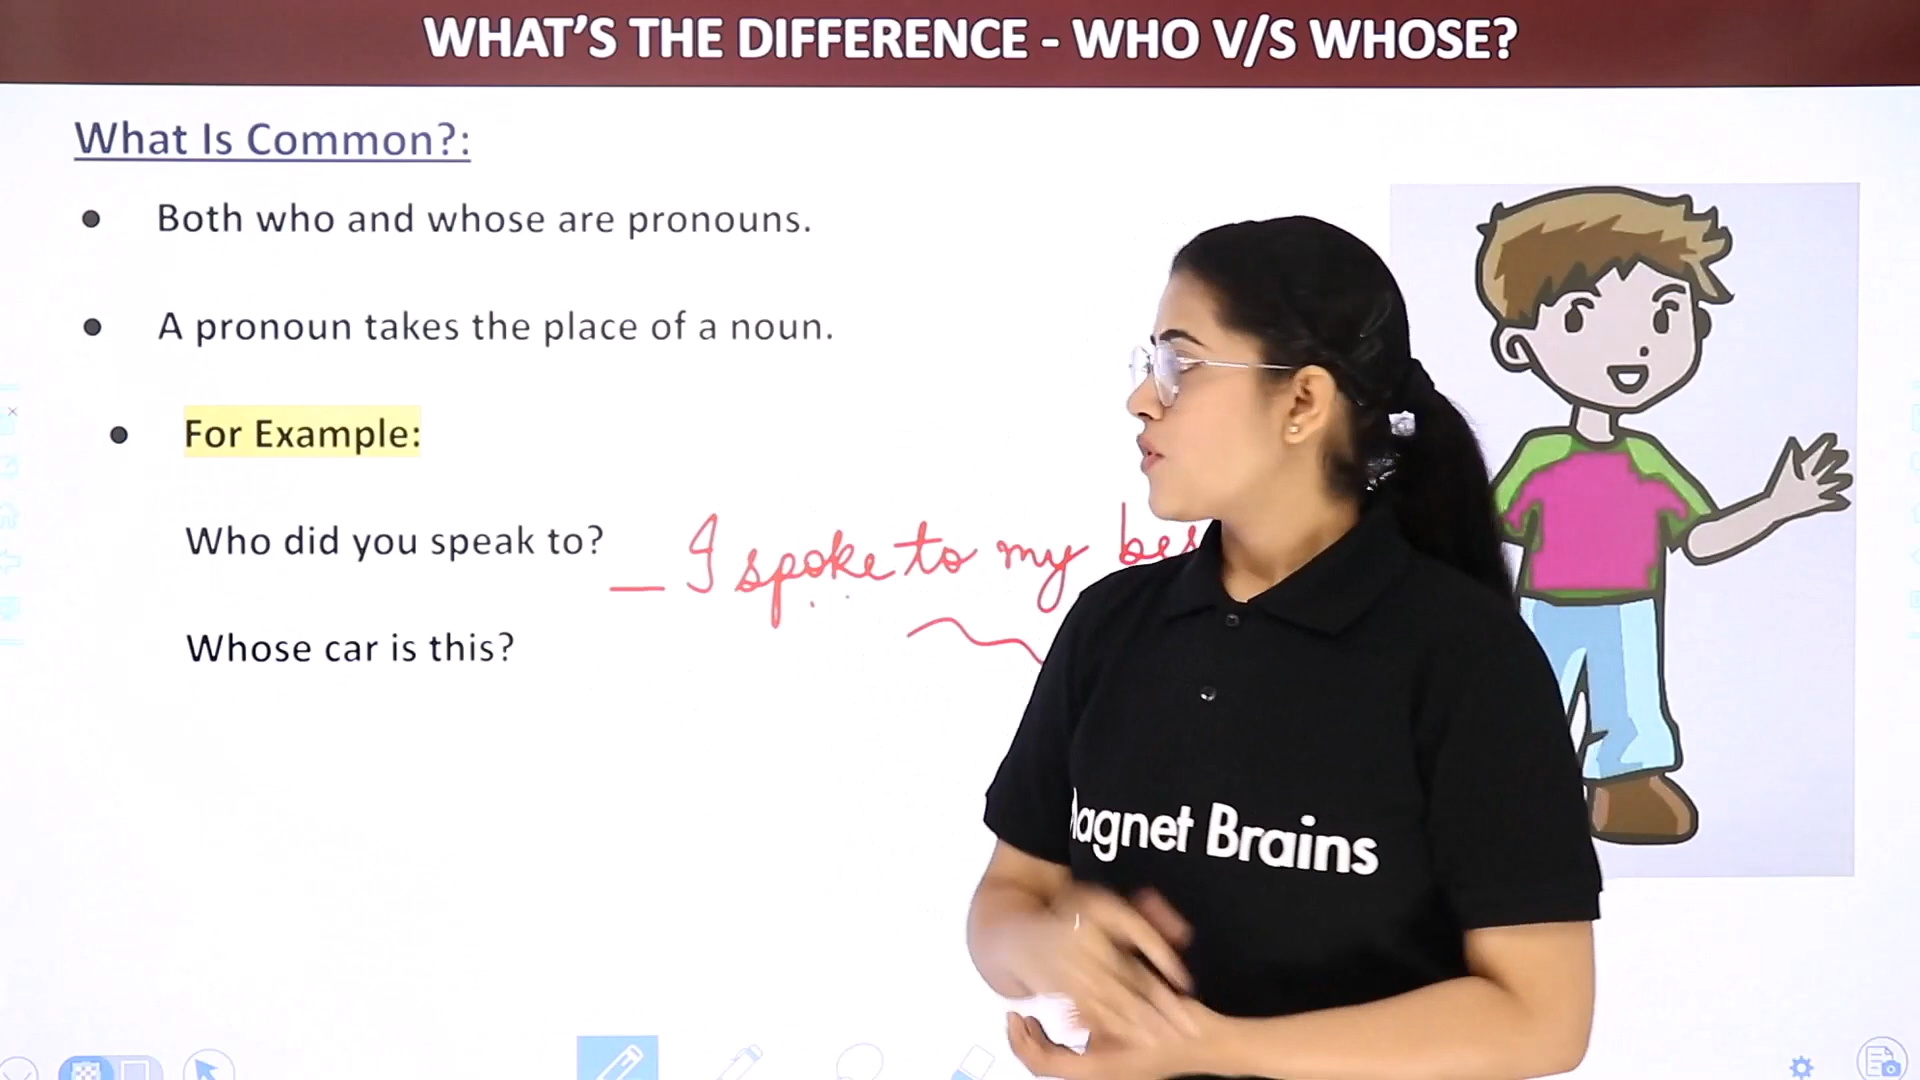 WHAT'S THE DIFFERENCE - WHO V/S WHOSE?
What Is Common?:
● Both who and whose are pronouns.
● A pronoun takes the place of a noun.
● For Example:
Who did you speak to? _ I spoke to my bes
Whose car is this?
agnet Brains